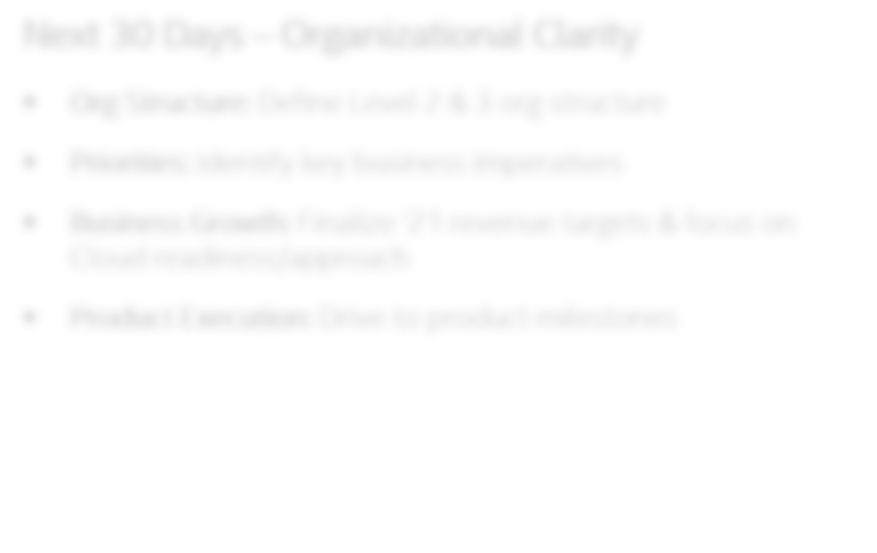 Next 30 Days – Organizational Clarity
• Org Structure: Define Level 2 & 3 org structure
• Priorities: Identify key business imperatives
• Business Growth: Finalize '21 revenue targets & focus on
Cloud readiness/approach
• Product Execution: Drive to product milestones